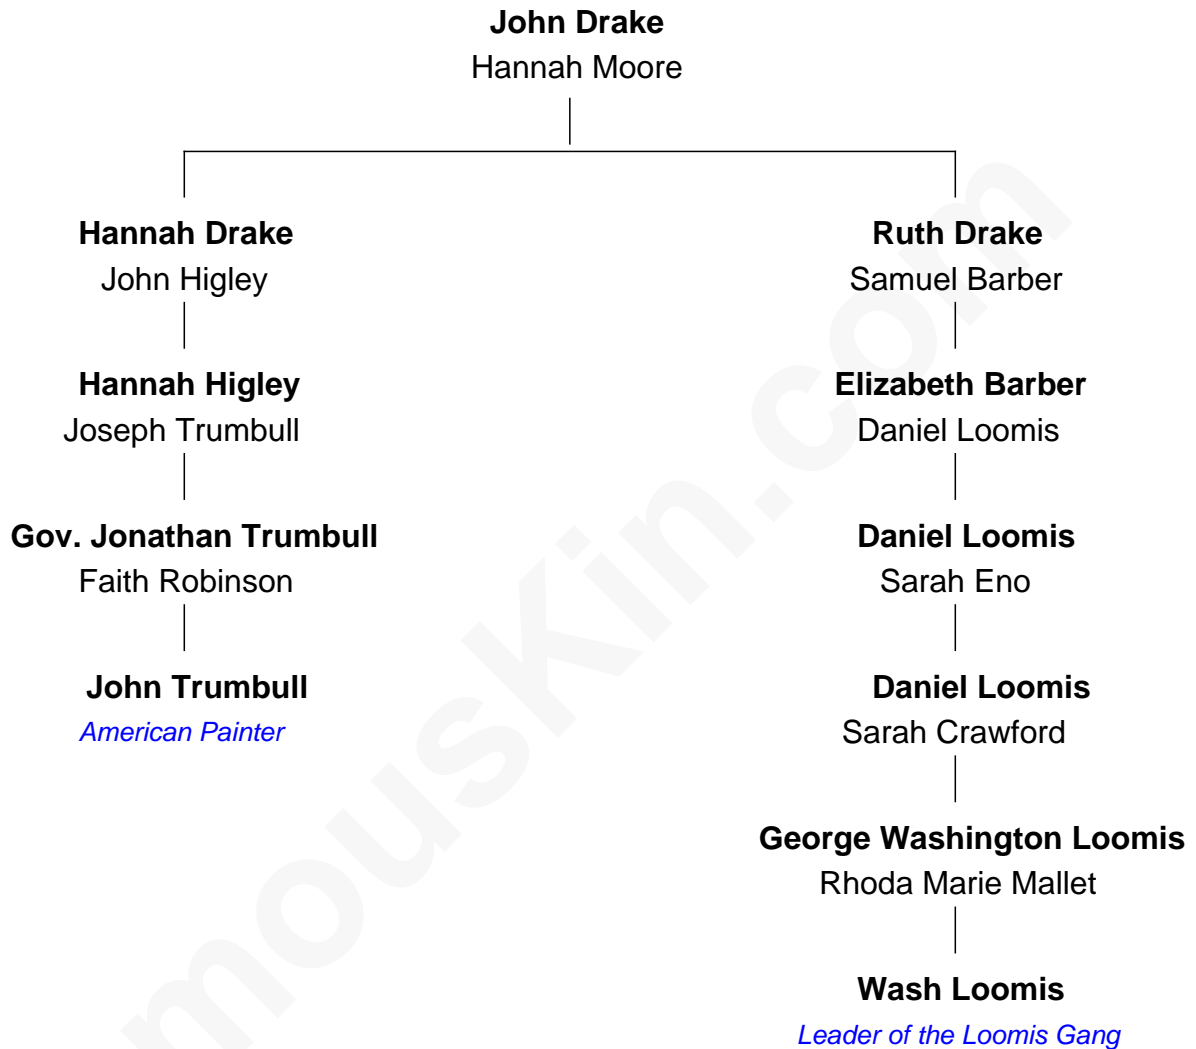 John Drake
Hannah Moore
Hannah Drake
John Higley
Hannah Higley
Joseph Trumbull
Gov. Jonathan Trumbull
Faith Robinson
John Trumbull
American Painter
Ruth Drake
Samuel Barber
Elizabeth Barber
Daniel Loomis
Daniel Loomis
Sarah Eno
Daniel Loomis
Sarah Crawford
George Washington Loomis
Rhoda Marie Mallet
Wash Loomis
Leader of the Loomis Gang
mouskin.com